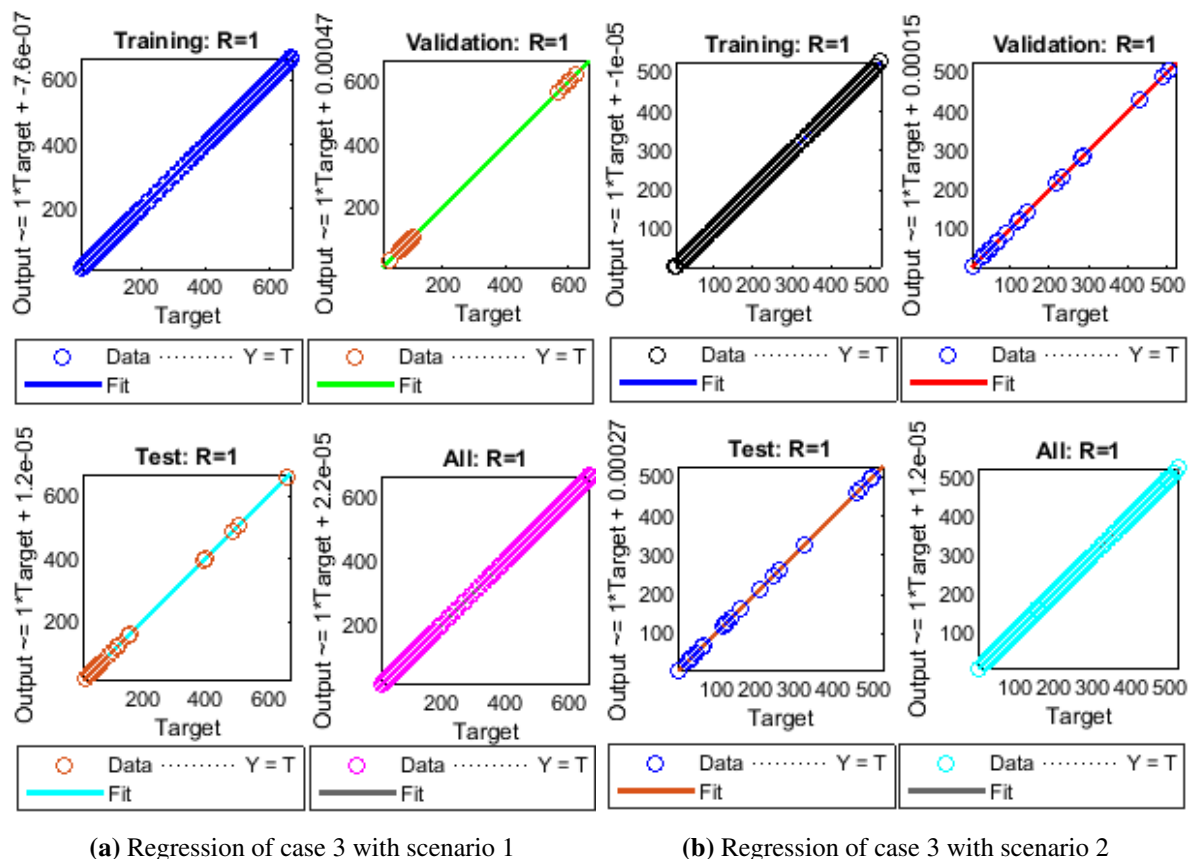 Training: R=1
Output ~= 1*Target + -7.6e-07
600
400
200
200 400 600
Target
Data Y = T
Fit
Validation: R=1
Output ~= 1*Target + 0.00047
600
400
200
200 400 600
Target
Data Y = T
Fit
Test: R=1
Output ~= 1*Target + 1.2e-05
600
400
200
200 400 600
Target
Data Y = T
Fit
All: R=1
Output ~= 1*Target + 2.2e-05
600
400
200
200 400 600
Target
Data Y = T
Fit
(a) Regression of case 3 with scenario 1
Training: R=1
Output ~= 1*Target + -1e-05
500
400
300
200
100
100 200 300 400 500
Target
Data Y = T
Fit
Validation: R=1
Output ~= 1*Target + 0.00015
500
400
300
200
100
100 200 300 400 500
Target
Data Y = T
Fit
Test: R=1
Output ~= 1*Target + 0.00027
500
400
300
200
100
100 200 300 400 500
Target
Data Y = T
Fit
All: R=1
Output ~= 1*Target + 1.2e-05
500
400
300
200
100
100 200 300 400 500
Target
Data Y = T
Fit
(b) Regression of case 3 with scenario 2